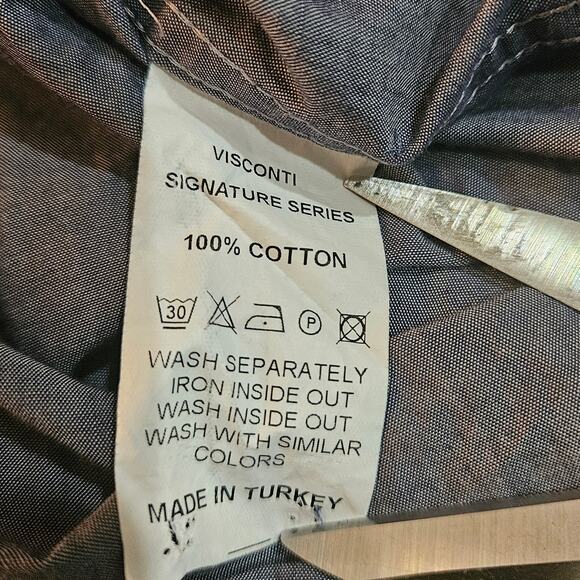 VISCONTI
SIGNATURE SERIES
100% COTTON
30 P
WASH SEPARATELY
IRON INSIDE OUT
WASH INSIDE OUT
WASH WITH SIMILAR
COLORS
MADE IN TURKEY